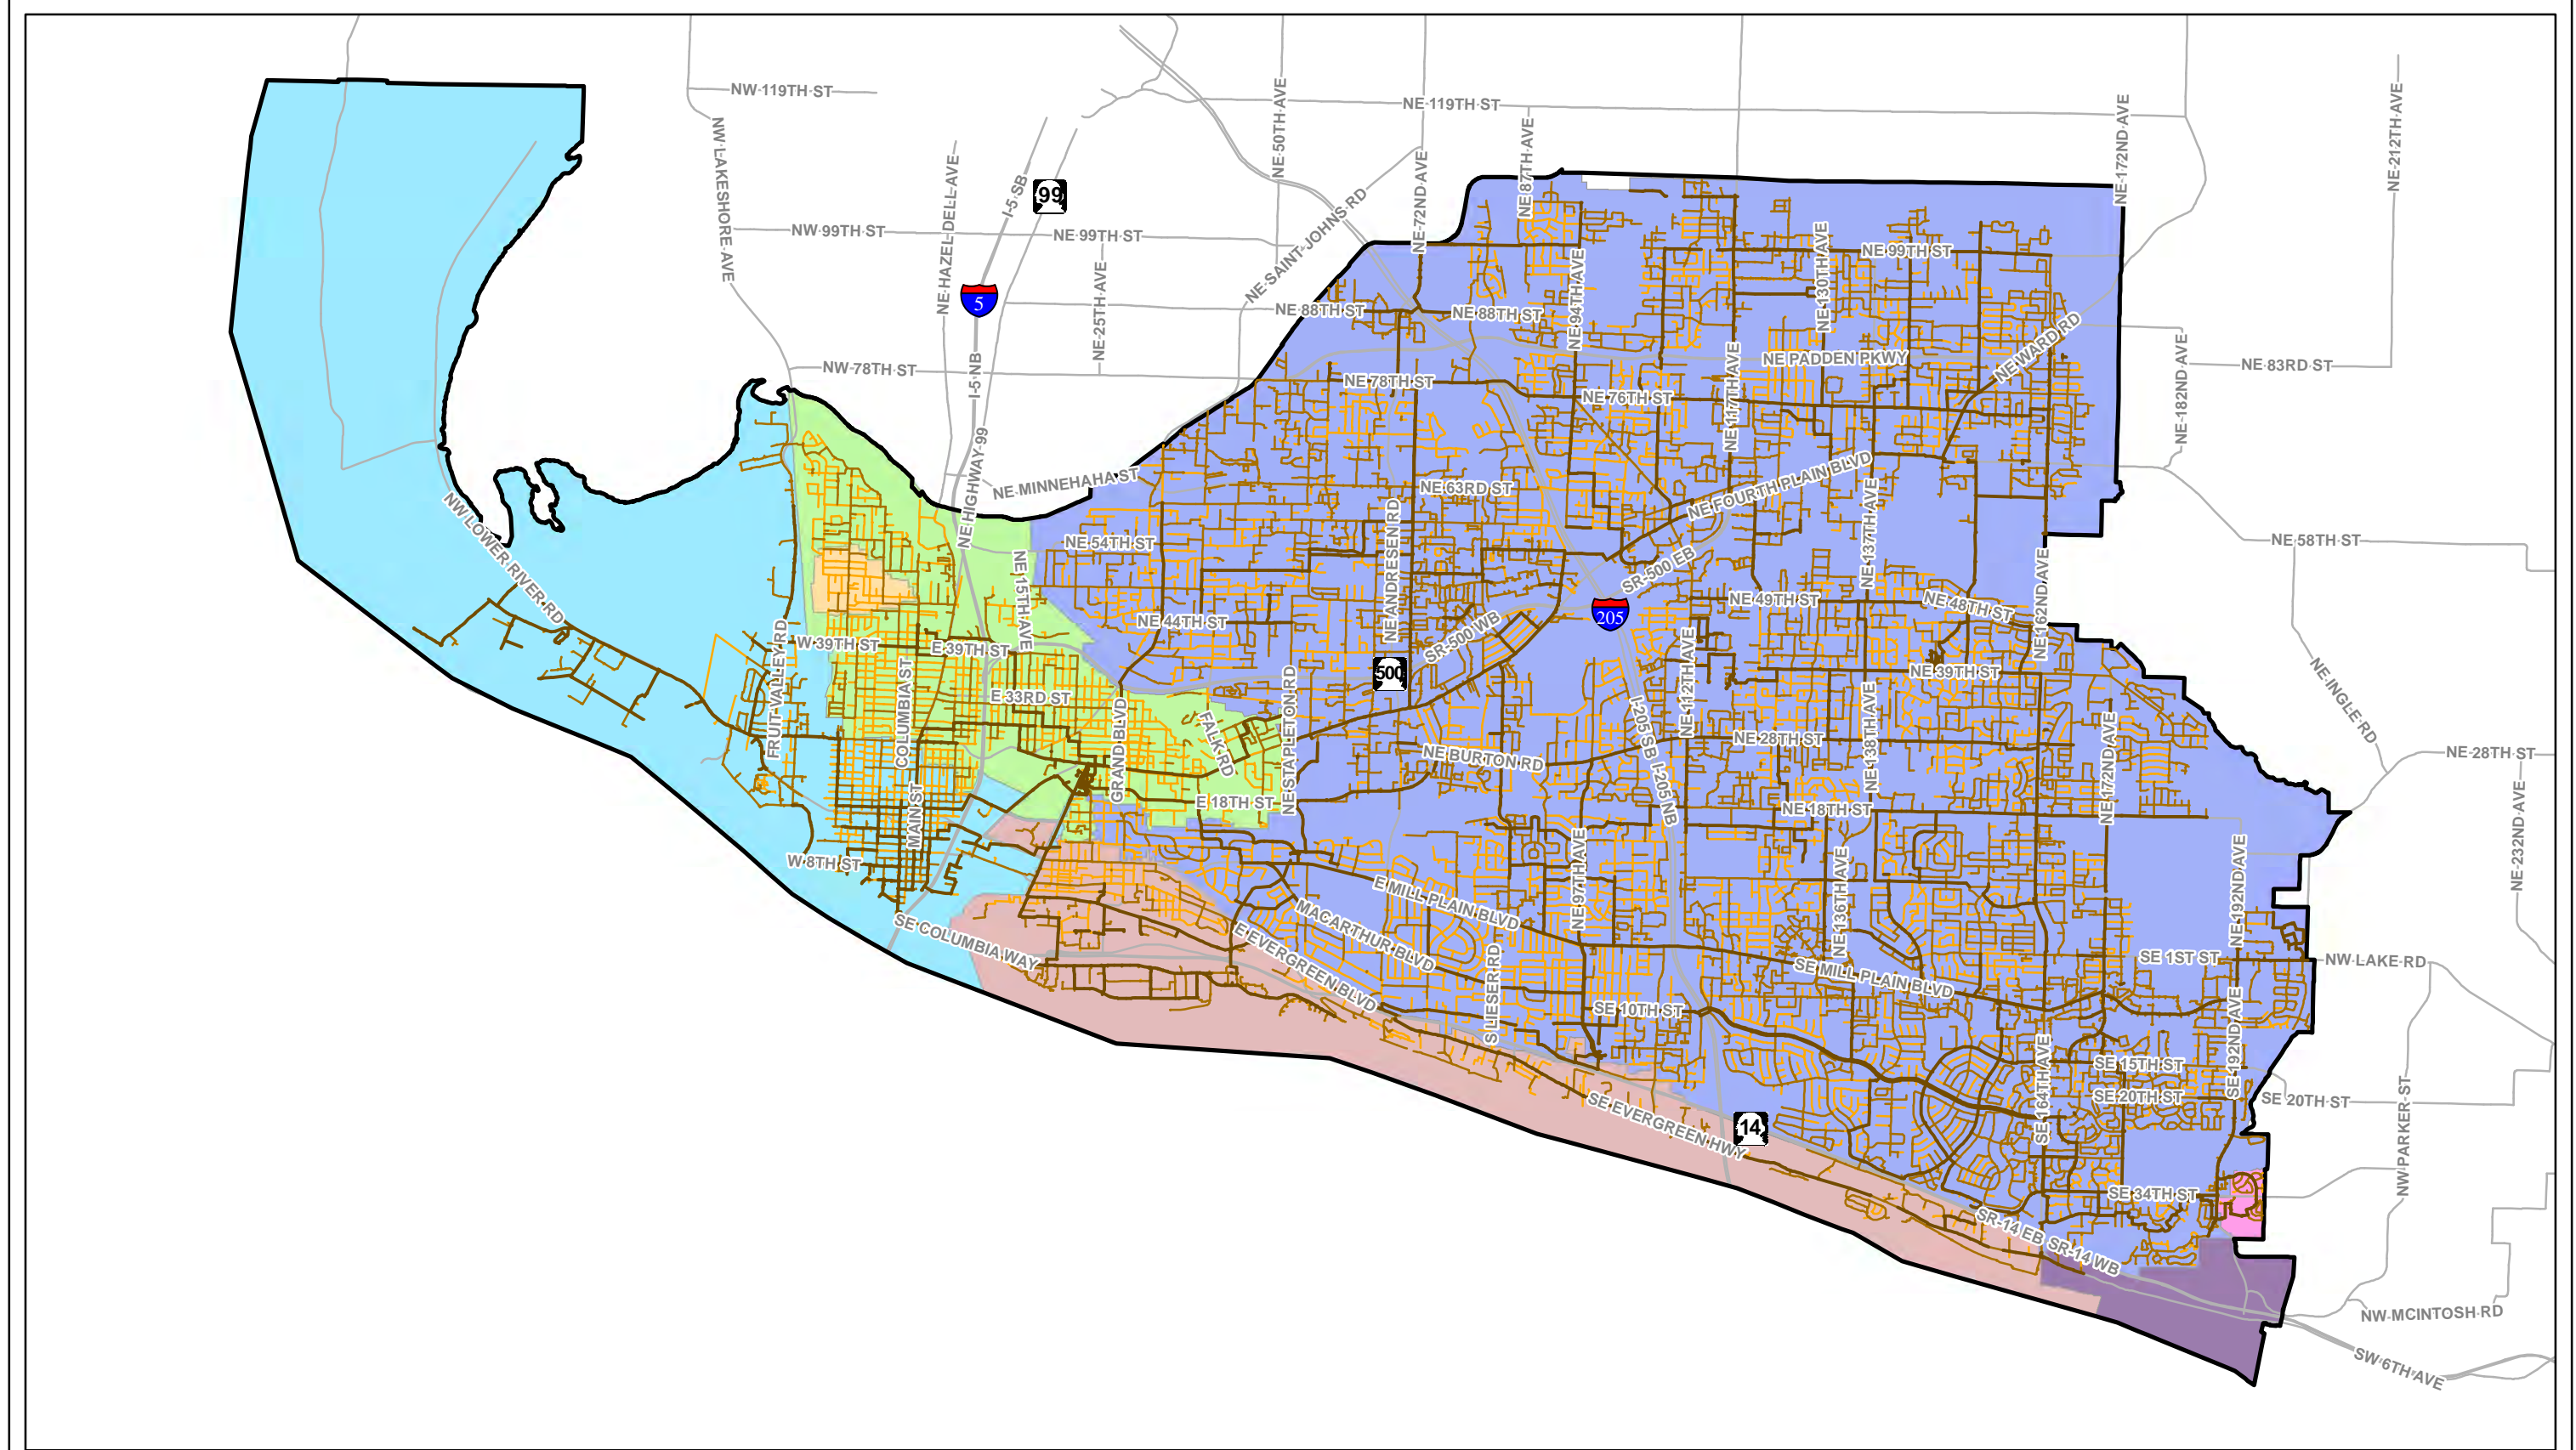 NW 119TH ST
NE 119TH ST
NE 50TH AVE
NE 72ND AVE
NE 87TH AVE
NE 172ND AVE
NE 212TH AVE
NW LAKESHORE AVE
NE HAZEL DELL AVE
I-5 SB
99
NW 99TH ST
NE 99TH ST
NE SAINT JOHNS RD
NE 25TH AVE
NE 94TH AVE
NE 130TH AVE
NE 99TH ST
5
NE 88TH ST
NE 88TH ST
NE WARD RD
NW 78TH ST
I-5 NB
NE 78TH ST
NE 76TH ST
NE 117TH AVE
NE PADDEN PKWY
NE 182ND AVE
NE 83RD ST
NE HIGHWAY 99
NE MINNEHAHA ST
NE 63RD ST
NE FOURTH PLAIN BLVD
NE 137TH AVE
NW LOWER RIVER RD
NE 54TH ST
NE 15TH AVE
NE ANDRESEN RD
SR-500 EB
NE 58TH ST
205
NE 49TH ST
NE 48TH ST
NE 162ND AVE
FRUIT VALLEY RD
W 39TH ST
E 39TH ST
NE 44TH ST
SR-500 WB
500
NE 112TH AVE
NE 39TH ST
NE INGLE RD
COLUMBIA ST
E 33RD ST
GRAND BLVD
FALK RD
NE STAPLETON RD
NE BURTON RD
I-205 SB
I-205 NB
NE 28TH ST
NE 138TH AVE
NE 172ND AVE
NE 28TH ST
MAIN ST
E 18TH ST
NE 18TH ST
NE 232ND AVE
W 8TH ST
E MILL PLAIN BLVD
NE 97TH AVE
NE 136TH AVE
NE 192ND AVE
SE COLUMBIA WAY
E EVERGREEN BLVD
MACARTHUR BLVD
S LIESER RD
SE MILL PLAIN BLVD
SE 1ST ST
NW LAKE RD
SE 10TH ST
SE 164TH AVE
SE 192ND AVE
SE 15TH ST
SE 20TH ST
SE 20TH ST
NW PARKER ST
SE EVERGREEN HWY
14
SE 34TH ST
SR-14 EB
SR-14 WB
NW MCINTOSH RD
SW 6TH AVE